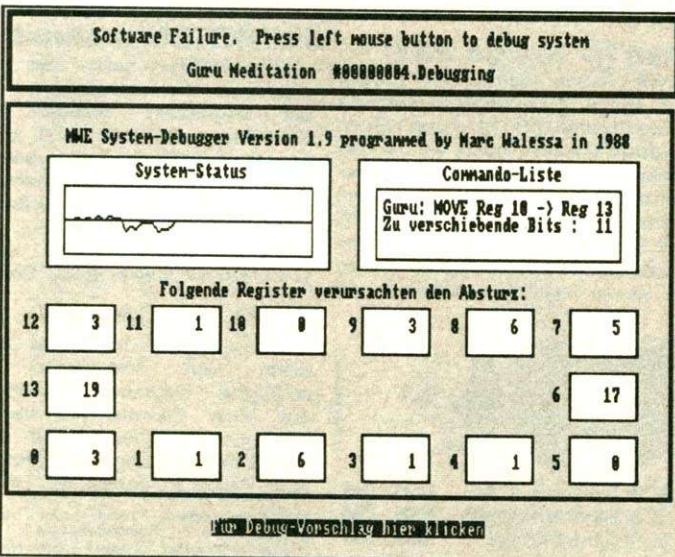 Software Failure. Press left mouse button to debug system
Guru Meditation #00000004.Debugging
MWE System-Debugger Version 1.9 programmed by Marc Walessa in 1988
System-Status
Commando-Liste
Guru: MOVE Reg 10 -> Reg 13
Zu verschiebende Bits : 11
Folgende Register verursachten den Absturz:
12 3 11 1 10 0 9 3 8 6 7 5
13 19 6 17
0 3 1 1 2 6 3 1 4 1 5 0
Für Debug-Vorschlag hier klicken